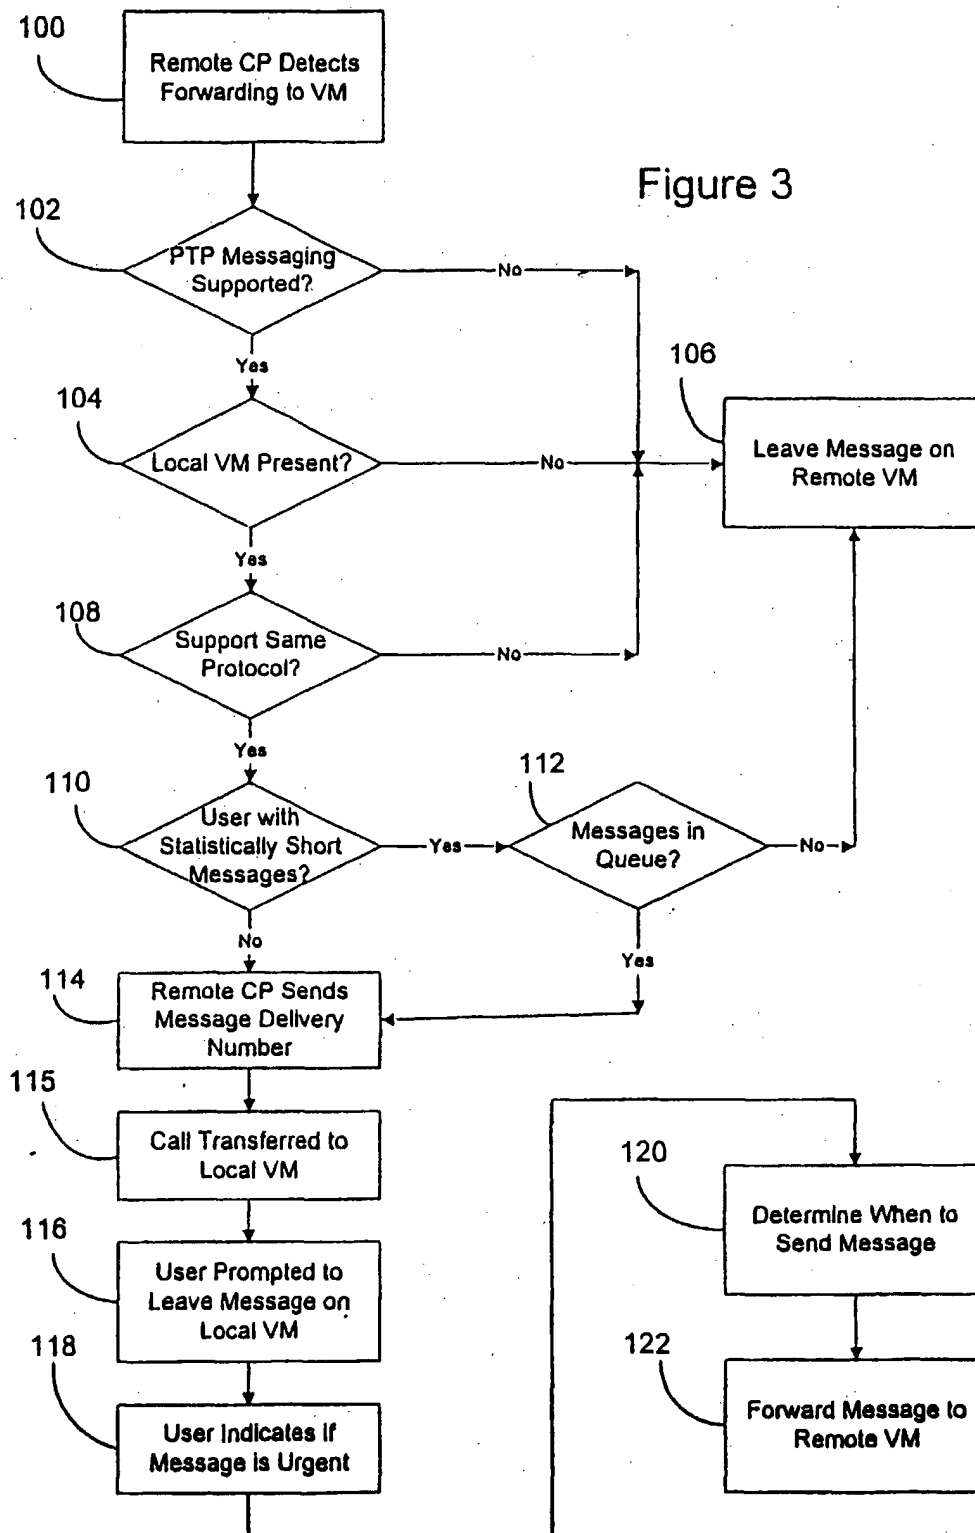 100
Remote CP Detects
Forwarding to VM
Figure 3
102
PTP Messaging
Supported?
No
Yes
104
Local VM Present?
No
106
Leave Message on
Remote VM
Yes
108
Support Same
Protocol?
No
Yes
110
User with
Statistically Short
Messages?
Yes
112
Messages in
Queue?
No
No
Yes
114
Remote CP Sends
Message Delivery
Number
115
Call Transferred to
Local VM
116
User Prompted to
Leave Message on
Local VM
118
User Indicates if
Message is Urgent
120
Determine When to
Send Message
122
Forward Message to
Remote VM